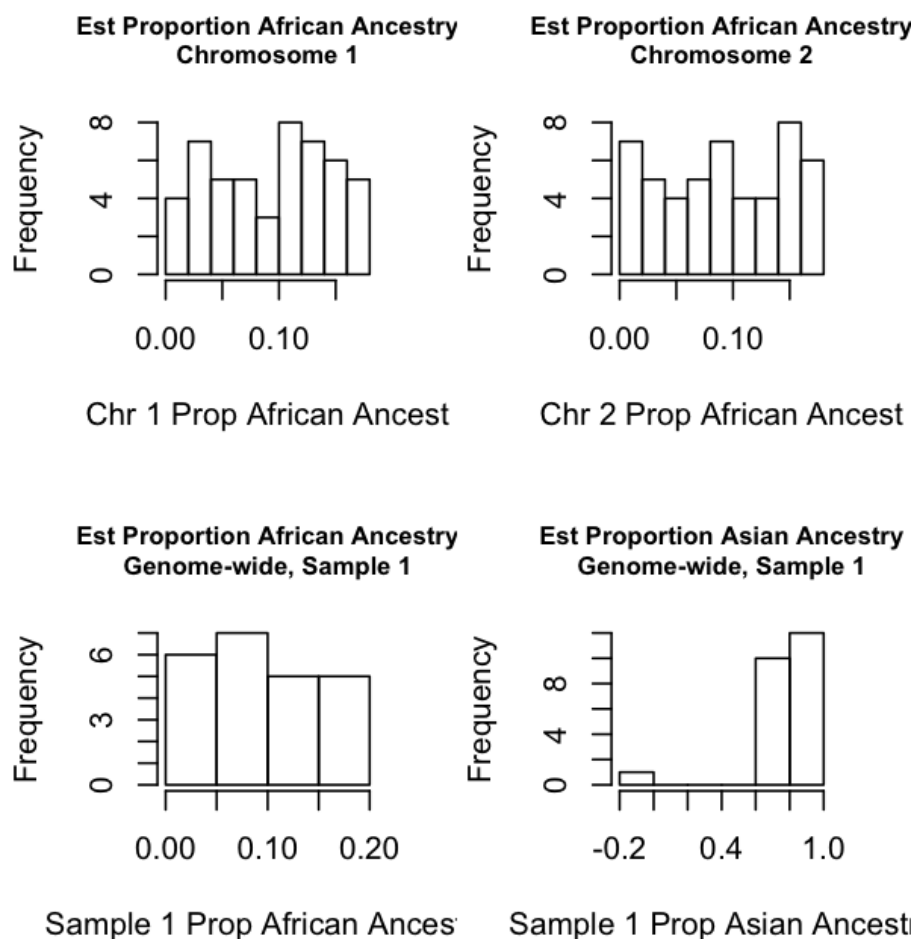 Est Proportion African Ancestry
Chromosome 1
Frequency
8
4
0
0.00 0.10
Chr 1 Prop African Ancest
Est Proportion African Ancestry
Chromosome 2
Frequency
8
4
0
0.00 0.10
Chr 2 Prop African Ancest
Est Proportion African Ancestry
Genome-wide, Sample 1
Frequency
6
3
0
0.00 0.10 0.20
Sample 1 Prop African Ances
Est Proportion Asian Ancestry
Genome-wide, Sample 1
Frequency
8
4
0
-0.2 0.4 1.0
Sample 1 Prop Asian Ancest